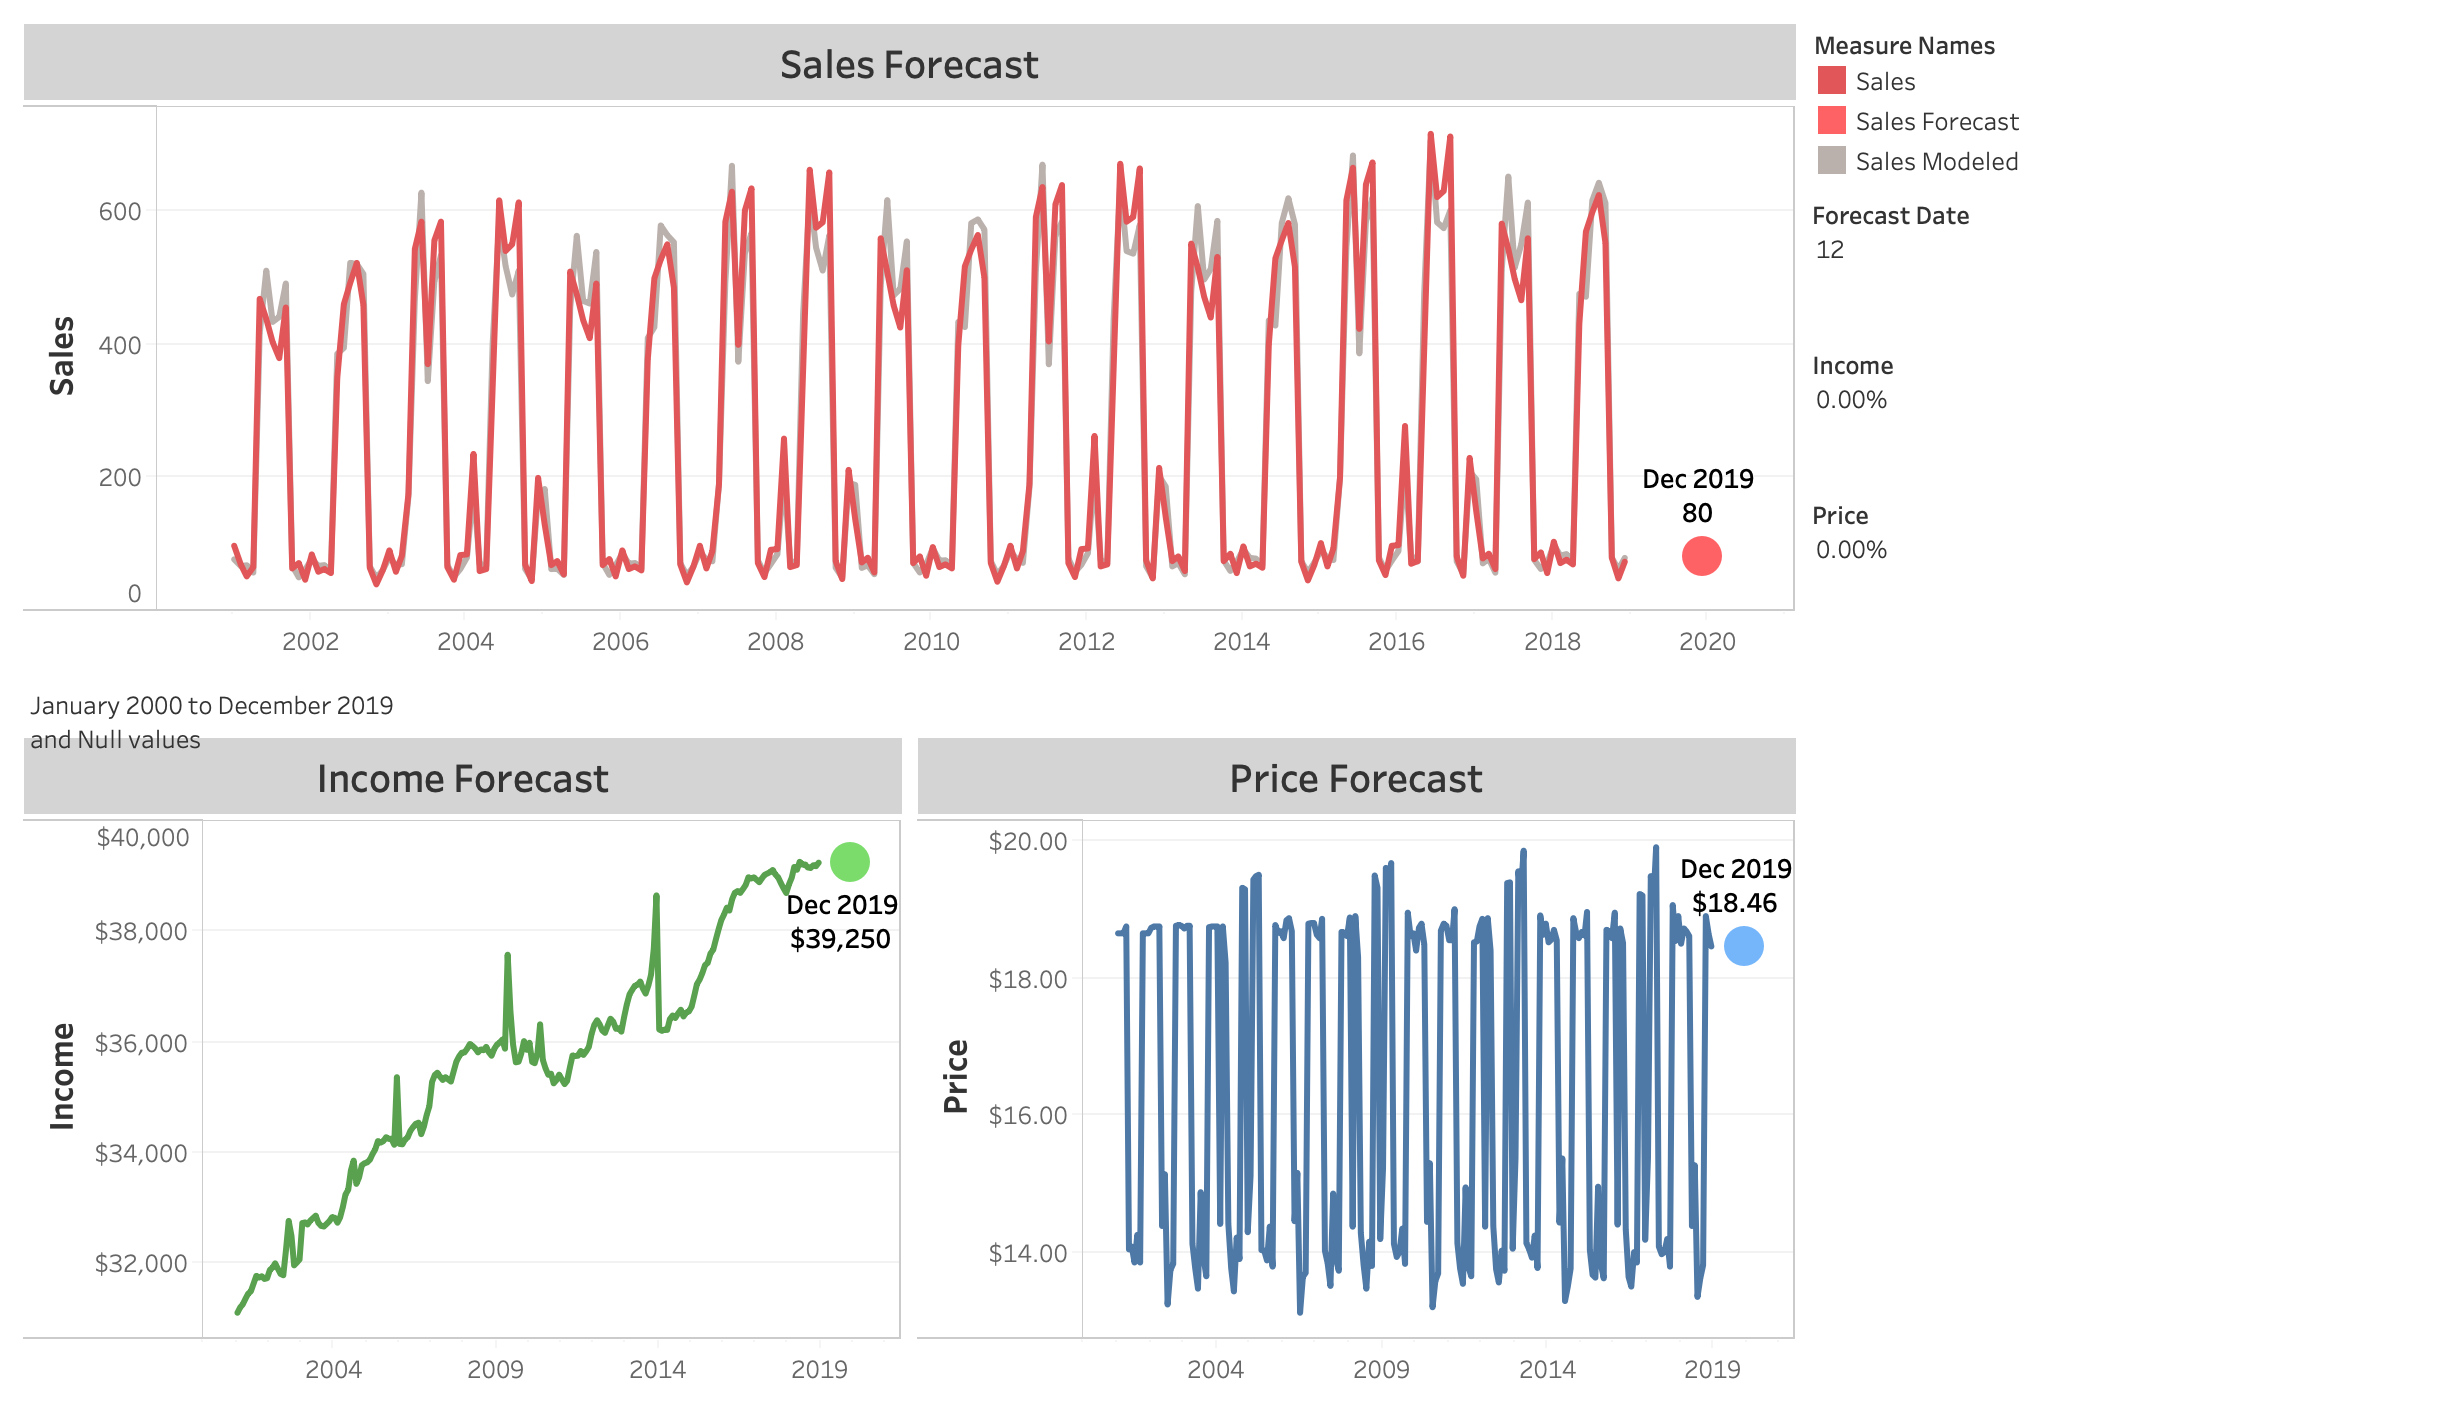 Sales Forecast
Measure Names
Sales
Sales Forecast
Sales Modeled
Forecast Date
12
Income
0.00%
Price
0.00%
Sales
600
400
200
0
Dec 2019
80
2002 2004 2006 2008 2010 2012 2014 2016 2018 2020
January 2000 to December 2019
and Null values
Income Forecast
Income
$40,000
$38,000
$36,000
$34,000
$32,000
Dec 2019
$39,250
2004 2009 2014 2019
Price Forecast
Price
$20.00
$18.00
$16.00
$14.00
Dec 2019
$18.46
2004 2009 2014 2019